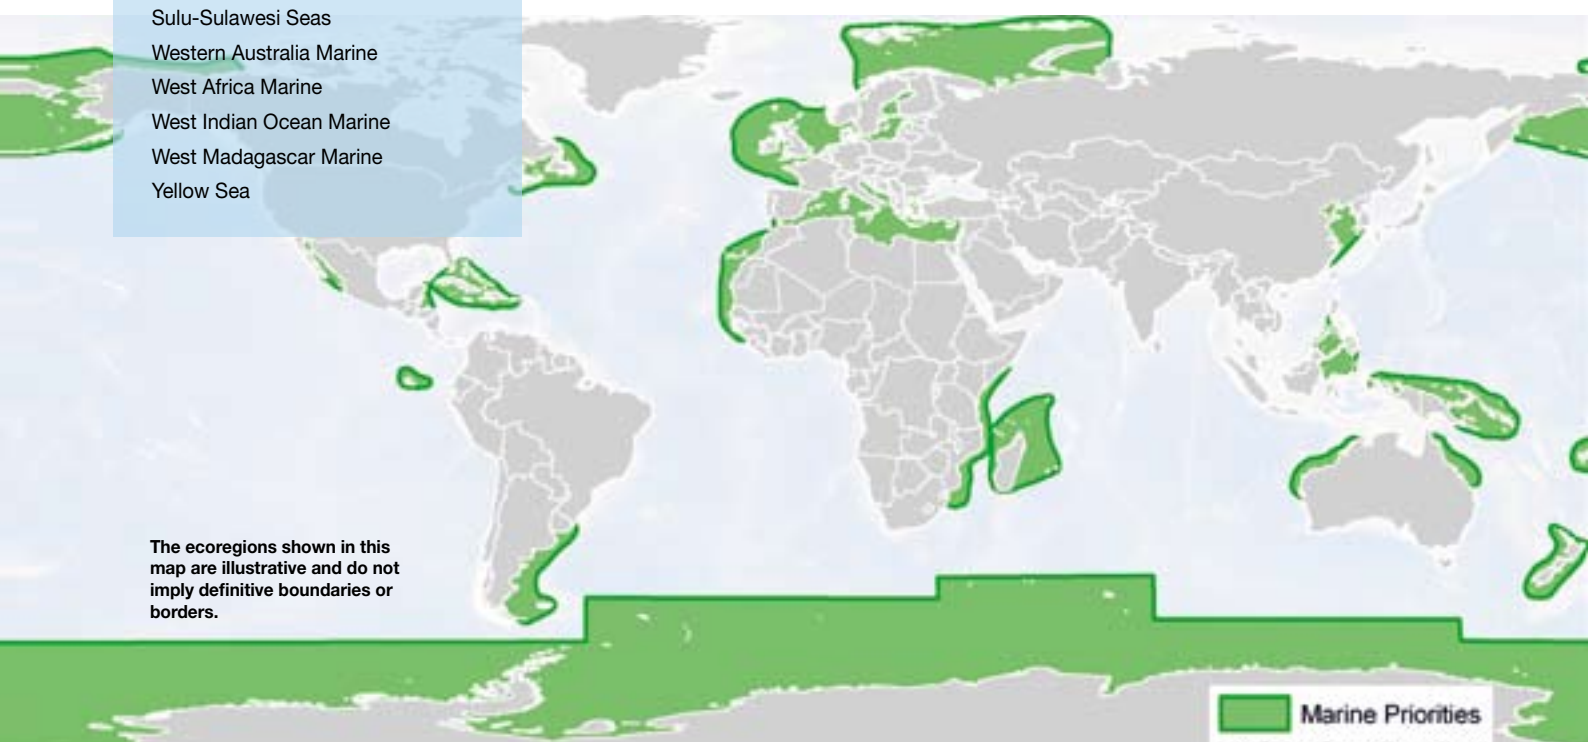 Sulu-Sulawesi Seas
Western Australia Marine
West Africa Marine
West Indian Ocean Marine
West Madagascar Marine
Yellow Sea
The ecoregions shown in this
map are illustrative and do not
imply definitive boundaries or
borders.
Marine Priorities